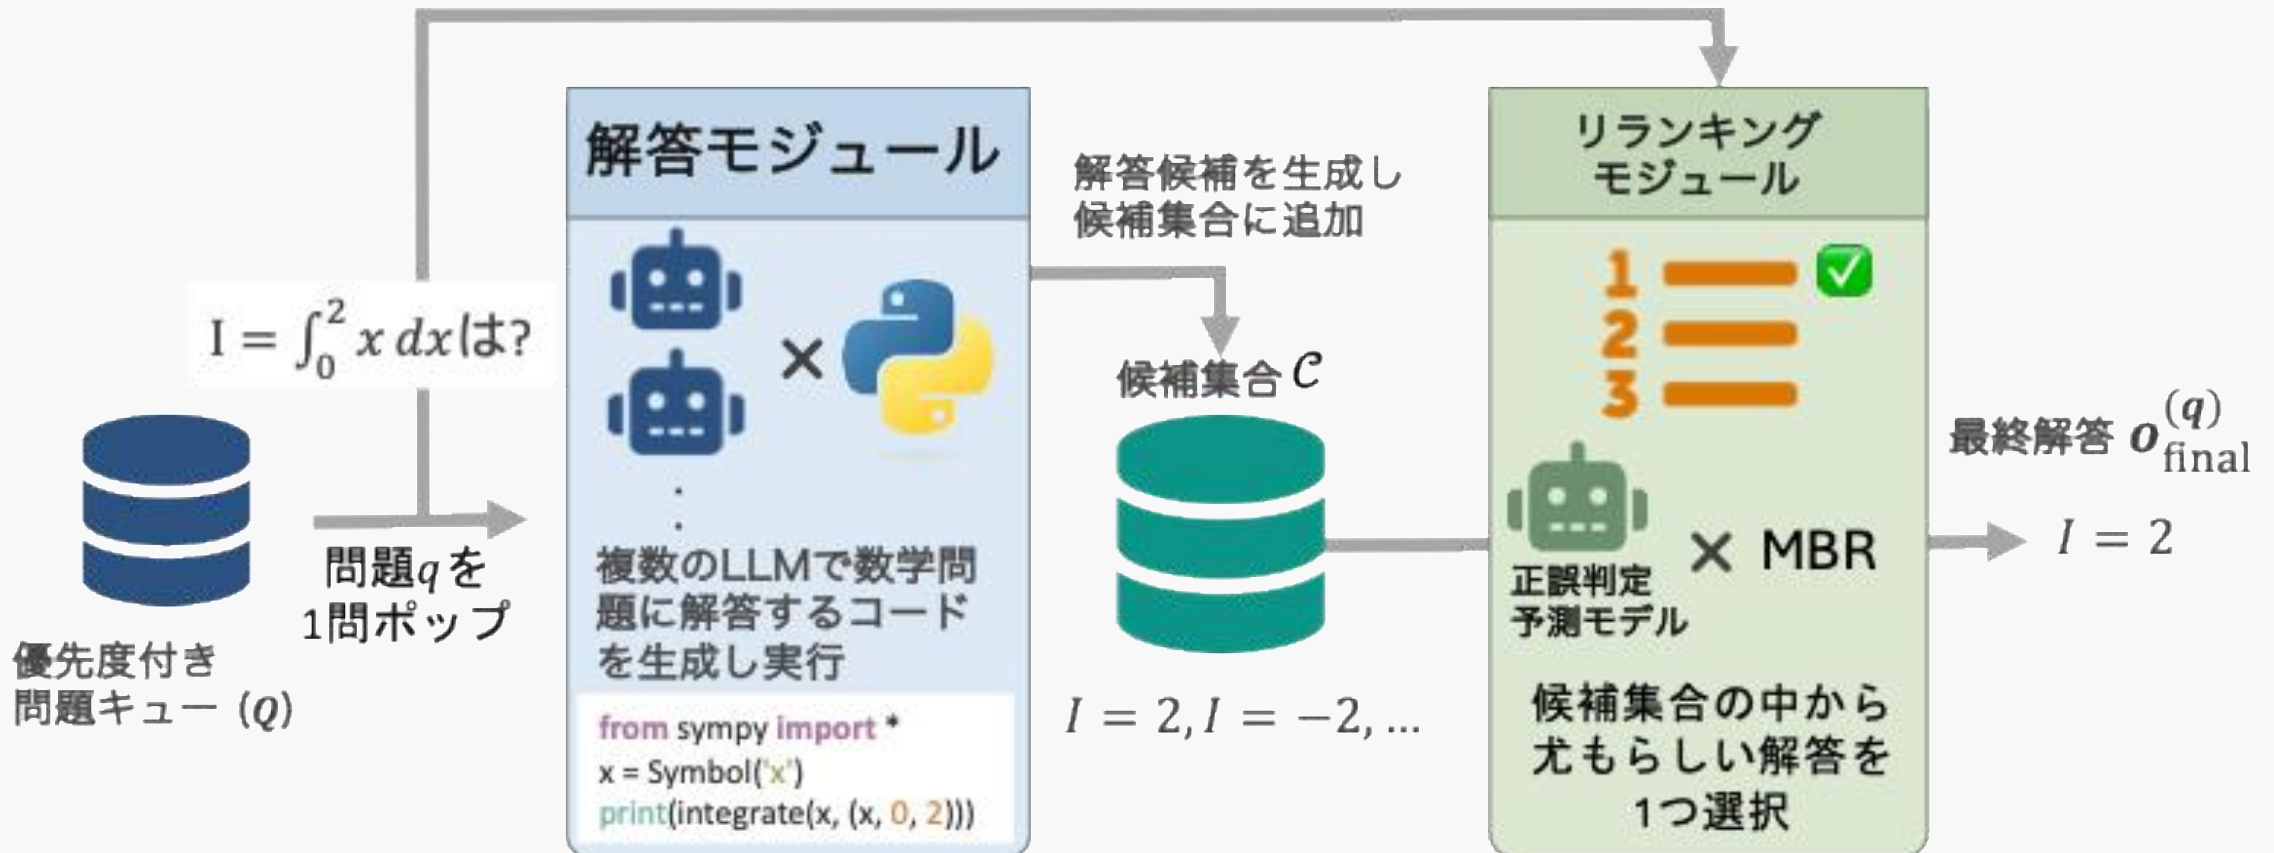 I = ∫₀² x dxは?
優先度付き
問題キュー (Q)
問題qを
1問ポップ
解答モジュール
×
複数のLLMで数学問
題に解答するコード
を生成し実行
from sympy import *
x = Symbol('x')
print(integrate(x, (x, 0, 2)))
解答候補を生成し
候補集合に追加
候補集合 𝒞
I = 2, I = −2, ...
リランキング
モジュール
1
2
3
正誤判定
予測モデル
× MBR
候補集合の中から
尤もらしい解答を
1つ選択
最終解答 o_final^(q)
I = 2